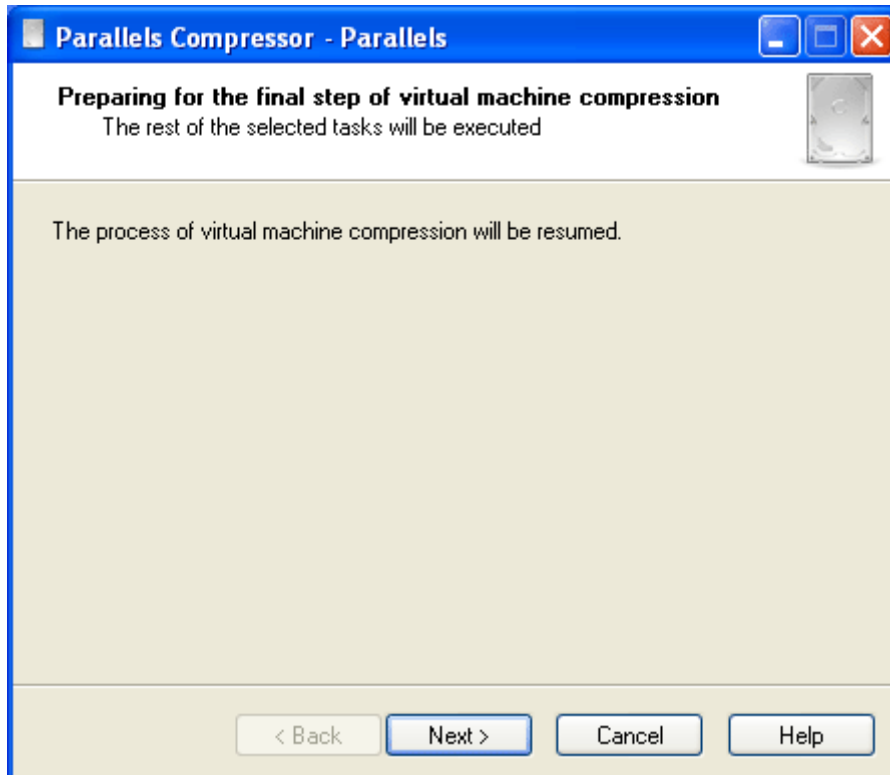 Parallels Compressor - Parallels
Preparing for the final step of virtual machine compression
The rest of the selected tasks will be executed
The process of virtual machine compression will be resumed.
< Back Next > Cancel Help